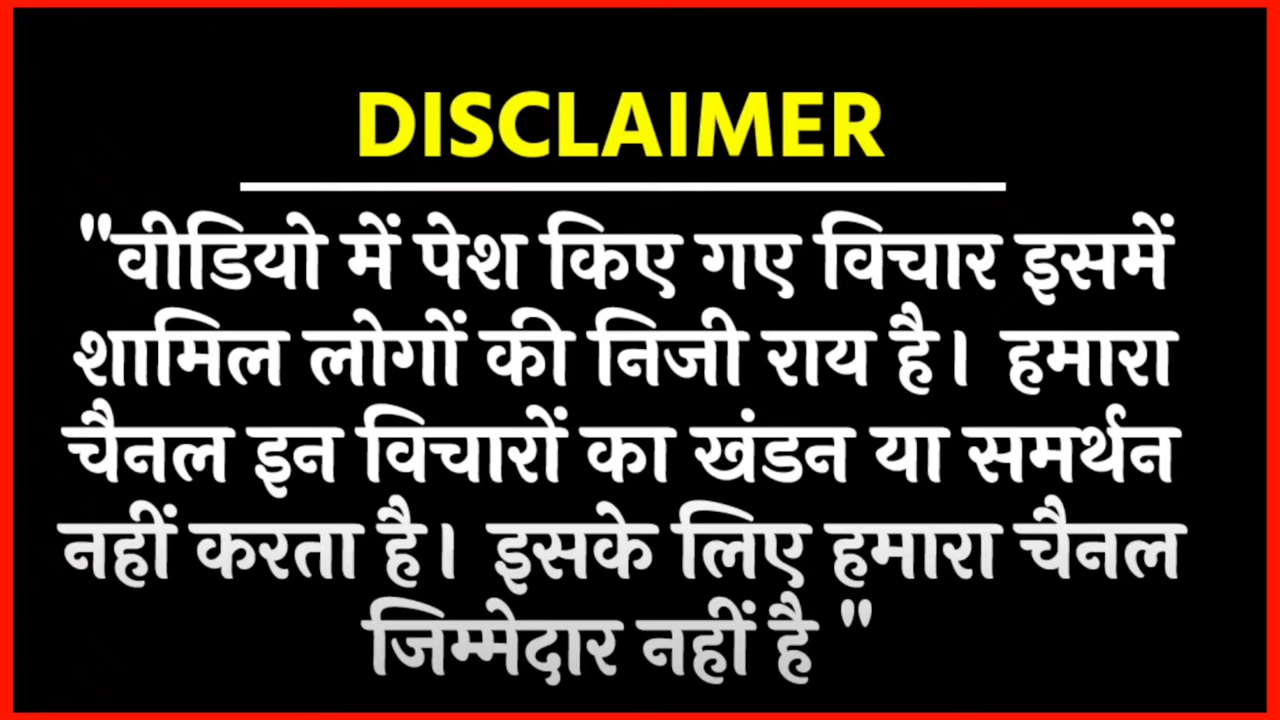 DISCLAIMER
"वीडियो में पेश किए गए विचार इसमें
शामिल लोगों की निजी राय है। हमारा
चैनल इन विचारों का खंडन या समर्थन
नहीं करता है। इसके लिए हमारा चैनल
जिम्मेदार नहीं है "